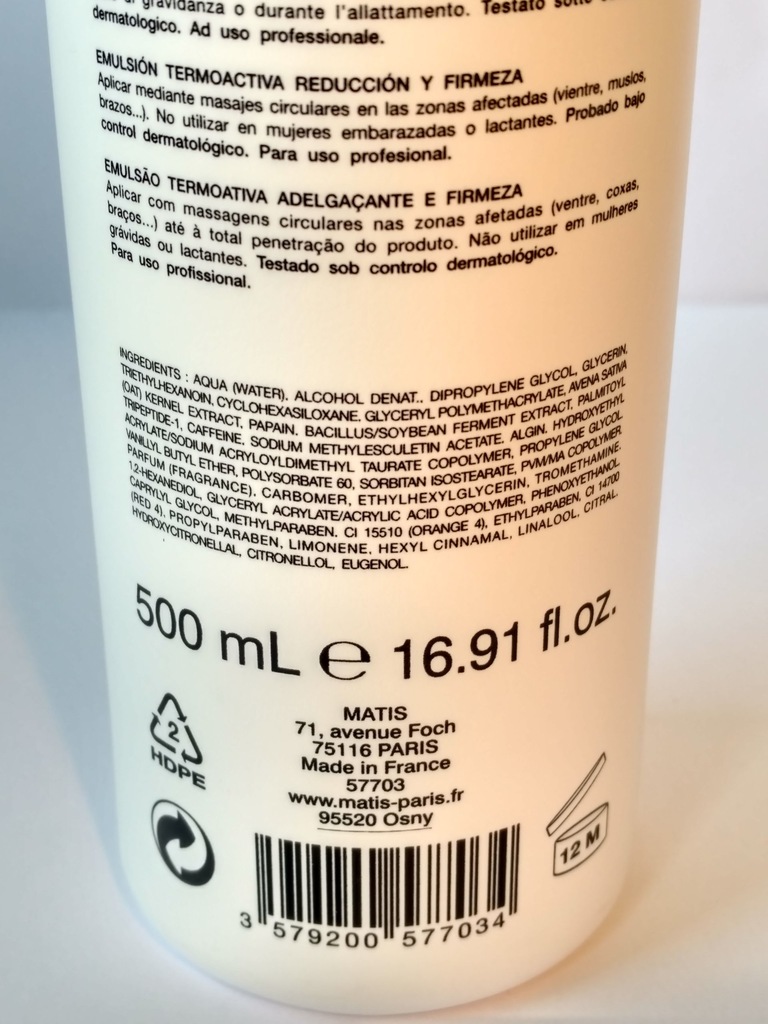 gravidanza o durante l'allattamento. Testato
dermatologico. Ad uso professionale.
EMULSIÓN TERMOACTIVA REDUCCIÓN Y FIRMEZA
Aplicar mediante masajes circulares en las zonas afectadas (vientre, muslos,
brazos...). No utilizar en mujeres embarazadas o lactantes. Probado bajo
control dermatológico. Para uso profesional.
EMULSÃO TERMOATIVA ADELGAÇANTE E FIRMEZA
Aplicar com massagens circulares nas zonas afetadas (ventre, coxas,
braços...) até à total penetração do produto. Não utilizar em mulheres
grávidas ou lactantes. Testado sob controlo dermatológico.
Para uso profissional.
INGREDIENTS : AQUA (WATER). ALCOHOL DENAT.. DIPROPYLENE GLYCOL, GLYCERIN,
TRIETHYLHEXANOIN, CYCLOHEXASILOXANE, GLYCERYL POLYMETHACRYLATE, AVENA SATIVA
(OAT) KERNEL EXTRACT, PAPAIN. BACILLUS/SOYBEAN FERMENT EXTRACT, PALMITOYL
TRIPEPTIDE-1, CAFFEINE, SODIUM METHYLESCULETIN ACETATE. ALGIN. HYDROXYETHYL
ACRYLATE/SODIUM ACRYLOYLDIMETHYL TAURATE COPOLYMER, PROPYLENE GLYCOL,
VANILLYL BUTYL ETHER, POLYSORBATE 60, SORBITAN ISOSTEARATE, PVM/MA COPOLYMER,
PARFUM (FRAGRANCE). CARBOMER, ETHYLHEXYLGLYCERIN, TROMETHAMINE,
1,2-HEXANEDIOL, GLYCERYL ACRYLATE/ACRYLIC ACID COPOLYMER, PHENOXYETHANOL,
CAPRYLYL GLYCOL, METHYLPARABEN. CI 15510 (ORANGE 4), ETHYLPARABEN, CI 14700
(RED 4). PROPYLPARABEN, LIMONENE, HEXYL CINNAMAL, LINALOOL, CITRAL,
HYDROXYCITRONELLAL, CITRONELLOL, EUGENOL.
500 mL ℮ 16.91 fl.oz.
2
HDPE
MATIS
71, avenue Foch
75116 PARIS
Made in France
57703
www.matis-paris.fr
95520 Osny
12 M
3 579200 577034